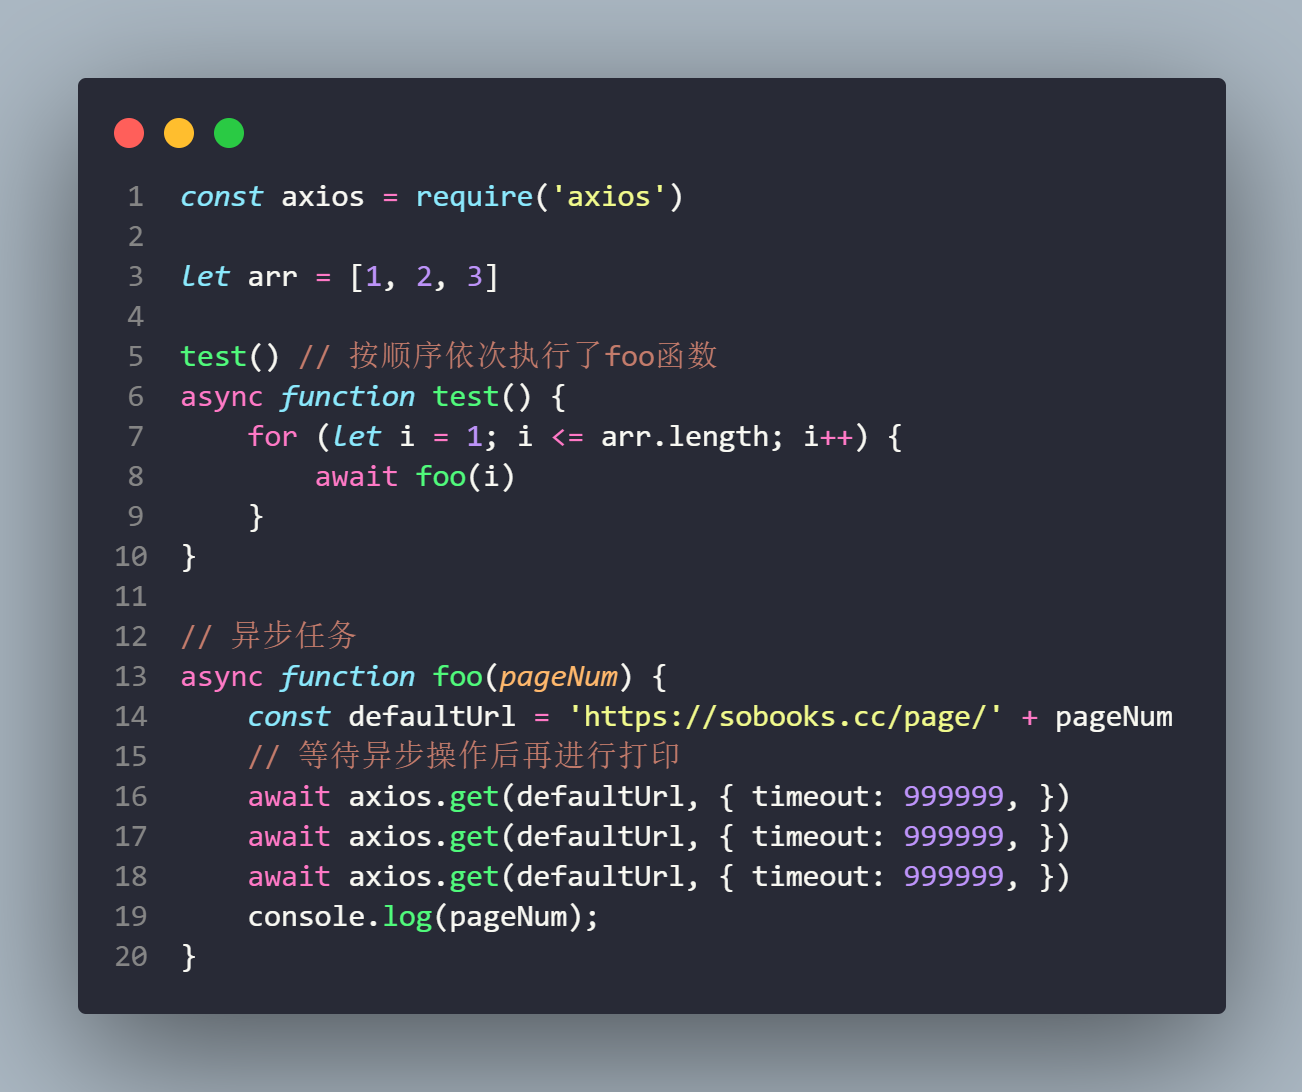 1 const axios = require('axios')
2
3 let arr = [1, 2, 3]
4
5 test() // 按顺序依次执行了foo函数
6 async function test() {
7     for (let i = 1; i <= arr.length; i++) {
8         await foo(i)
9     }
10 }
11
12 // 异步任务
13 async function foo(pageNum) {
14     const defaultUrl = 'https://sobooks.cc/page/' + pageNum
15     // 等待异步操作后再进行打印
16     await axios.get(defaultUrl, { timeout: 999999, })
17     await axios.get(defaultUrl, { timeout: 999999, })
18     await axios.get(defaultUrl, { timeout: 999999, })
19     console.log(pageNum);
20 }